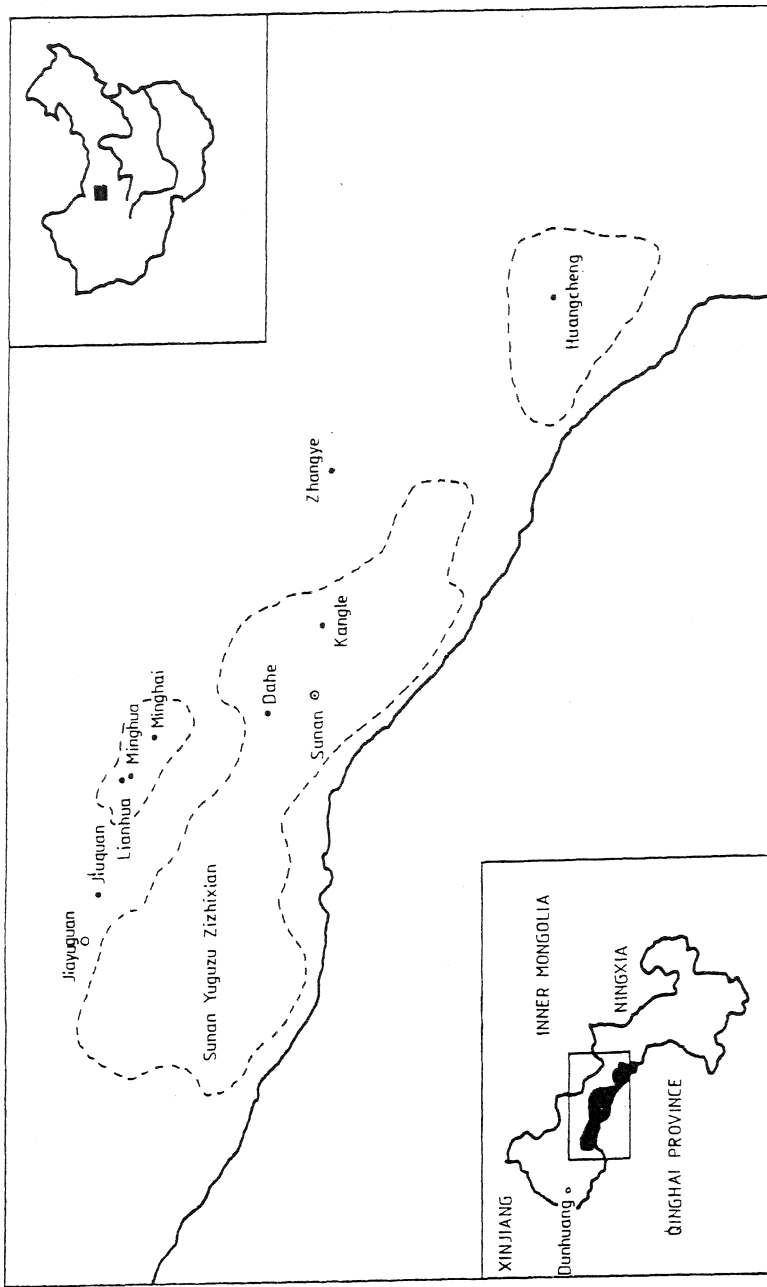 Jiayuguan
Jiuquan
Lianhua
Minghua
Minghai
Sunan Yuguzu Zizhixian
Dahe
Sunan
Kangle
Zhangye
Huangcheng
XINJIANG
Dunhuang
INNER MONGOLIA
NINGXIA
QINGHAI PROVINCE